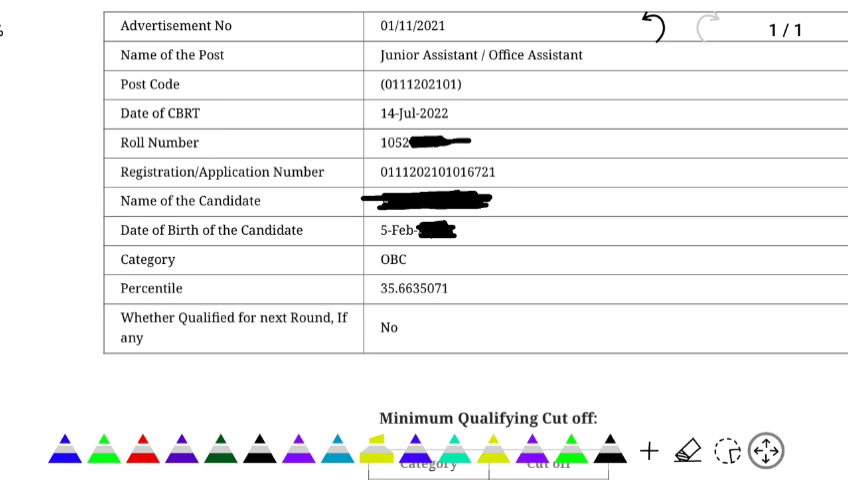 Advertisement No 01/11/2021
1 / 1
Name of the Post Junior Assistant / Office Assistant
Post Code (0111202101)
Date of CBRT 14-Jul-2022
Roll Number 1052
Registration/Application Number 0111202101016721
Name of the Candidate
Date of Birth of the Candidate 5-Feb-
Category OBC
Percentile 35.6635071
Whether Qualified for next Round, If
any No
Minimum Qualifying Cut off:
Category Cut off